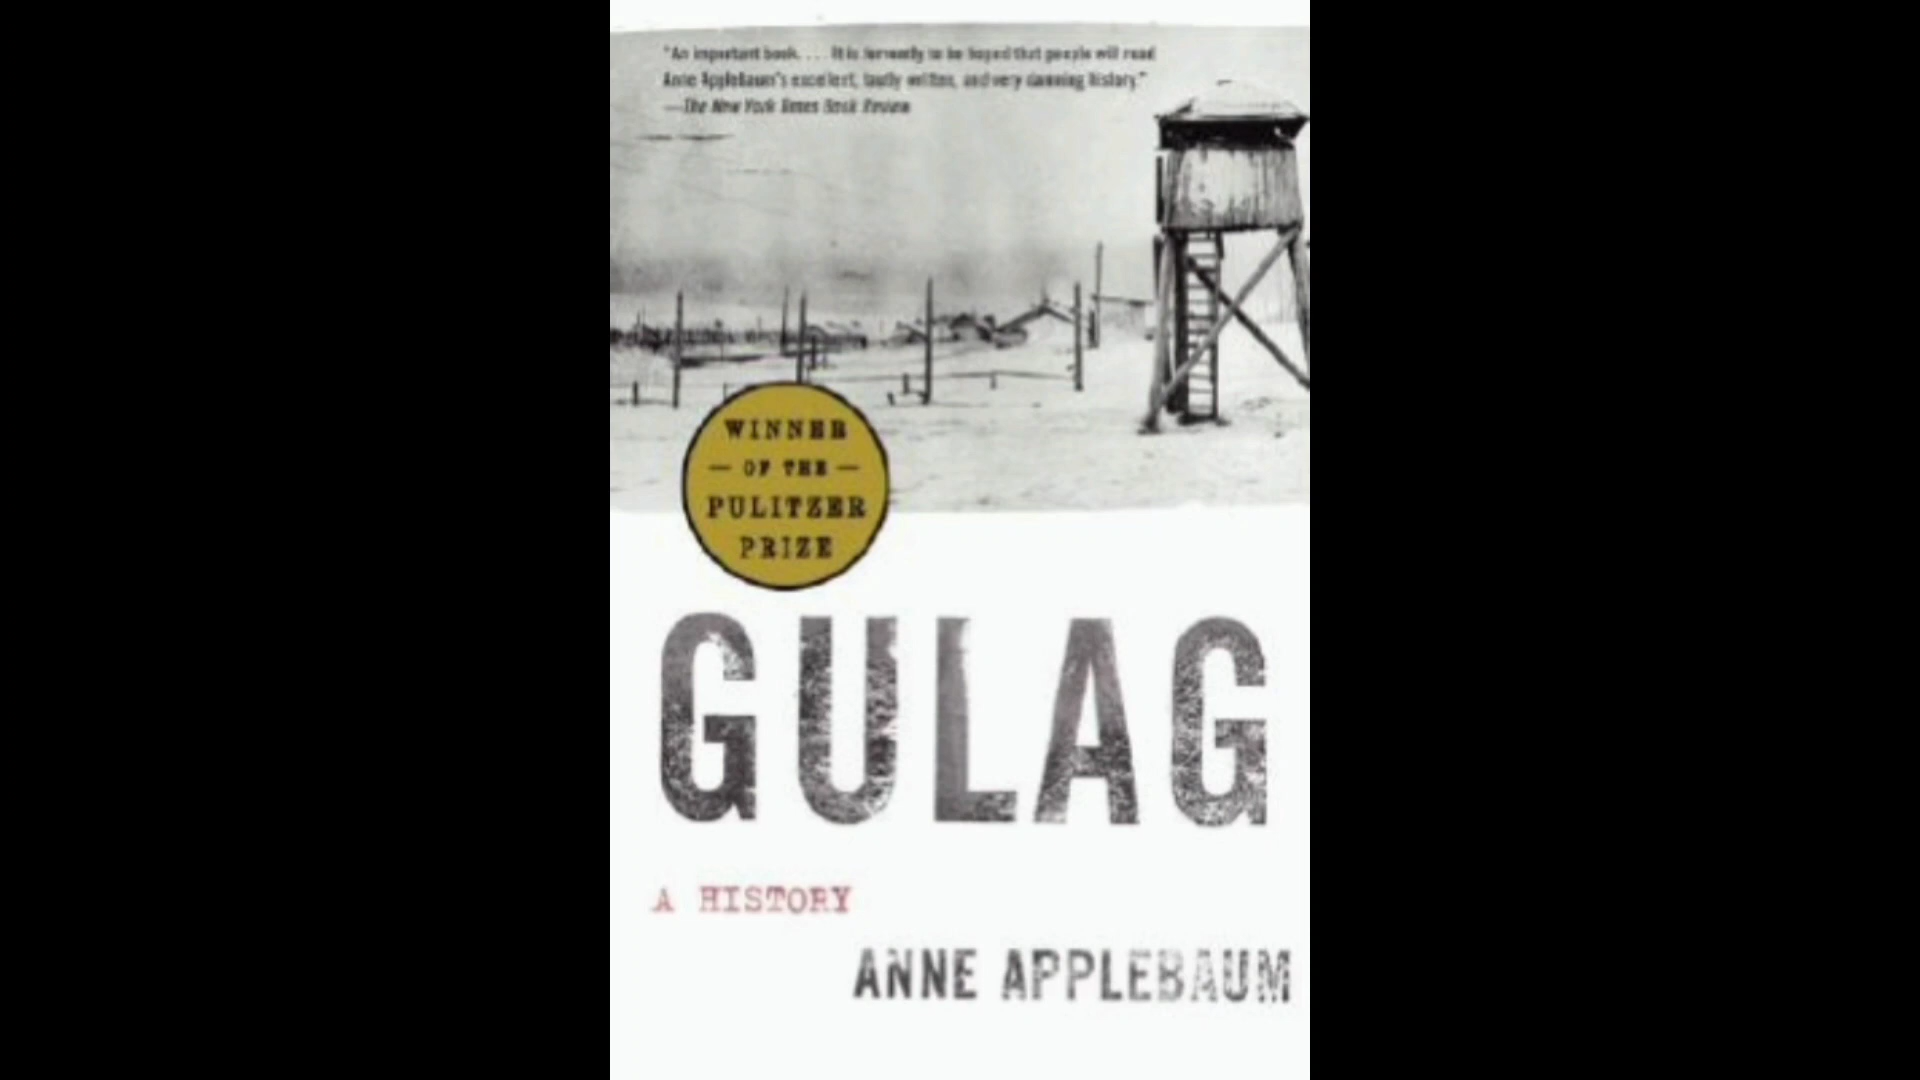 "An important book. . . . It is fervently to be hoped that people will read
Anne Applebaum's excellent, tautly written, and very damning history."
—The New York Times Book Review
WINNER
— OF THE —
PULITZER
PRIZE
GULAG
A HISTORY
ANNE APPLEBAUM